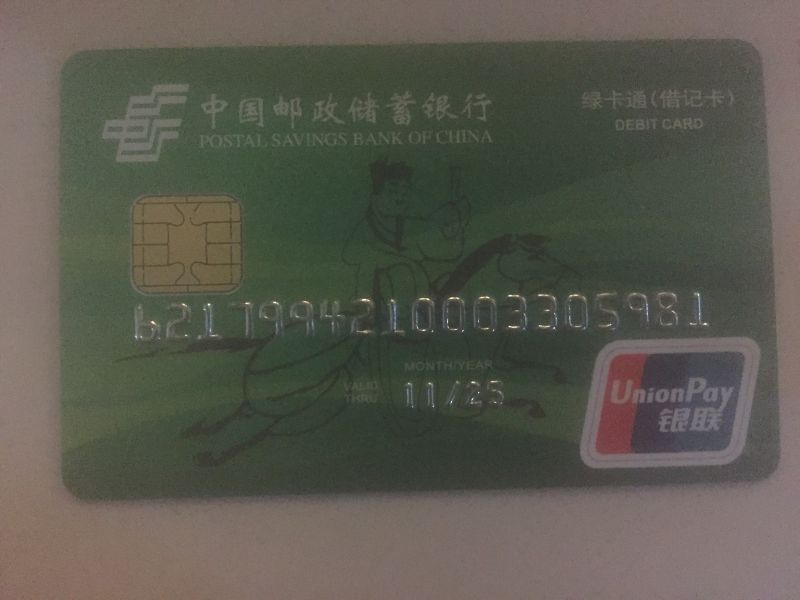 中国邮政储蓄银行
POSTAL SAVINGS BANK OF CHINA
绿卡通(借记卡)
DEBIT CARD
6217994210003305981
MONTH/YEAR
VALID THRU 11/25
UnionPay
银联